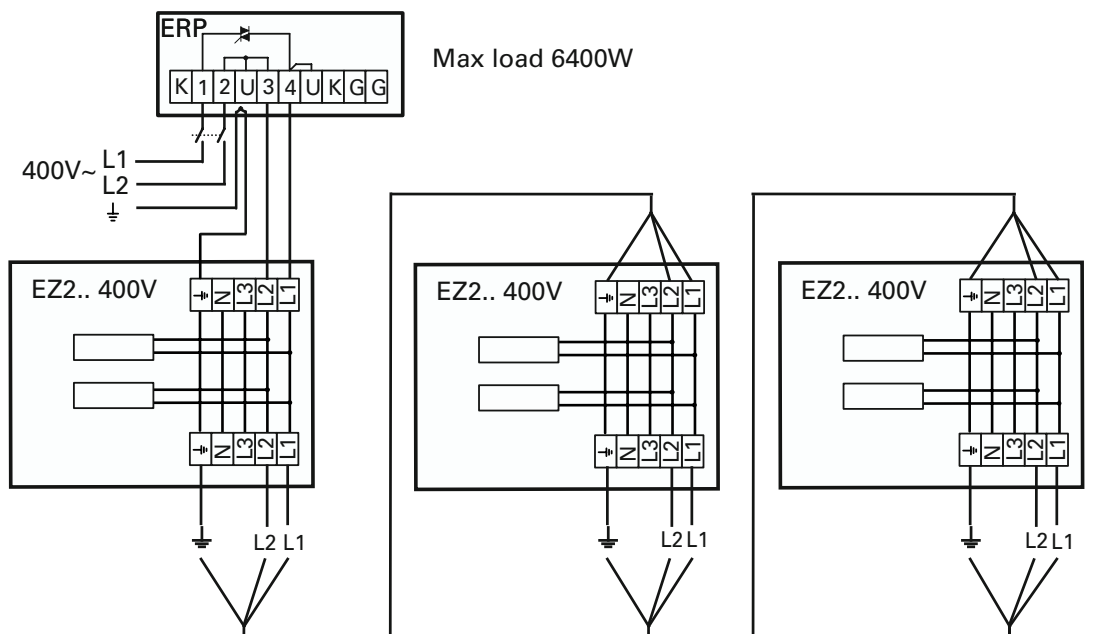 ERP
Max load 6400W
K 1 2 U 3 4 U K G G
400V~ L1
L2
EZ2.. 400V
N L3 L2 L1
N L3 L2 L1
L2 L1
EZ2.. 400V
N L3 L2 L1
N L3 L2 L1
L2 L1
EZ2.. 400V
N L3 L2 L1
N L3 L2 L1
L2 L1